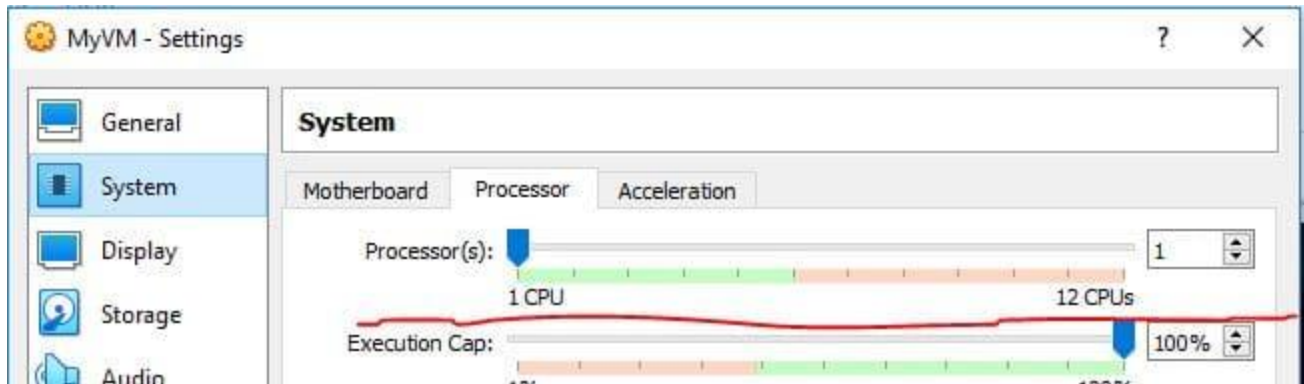 MyVM - Settings ?
General
System
System
Motherboard Processor Acceleration
Display
Processor(s): 1
1 CPU 12 CPUs
Storage
Execution Cap: 100%
Audio